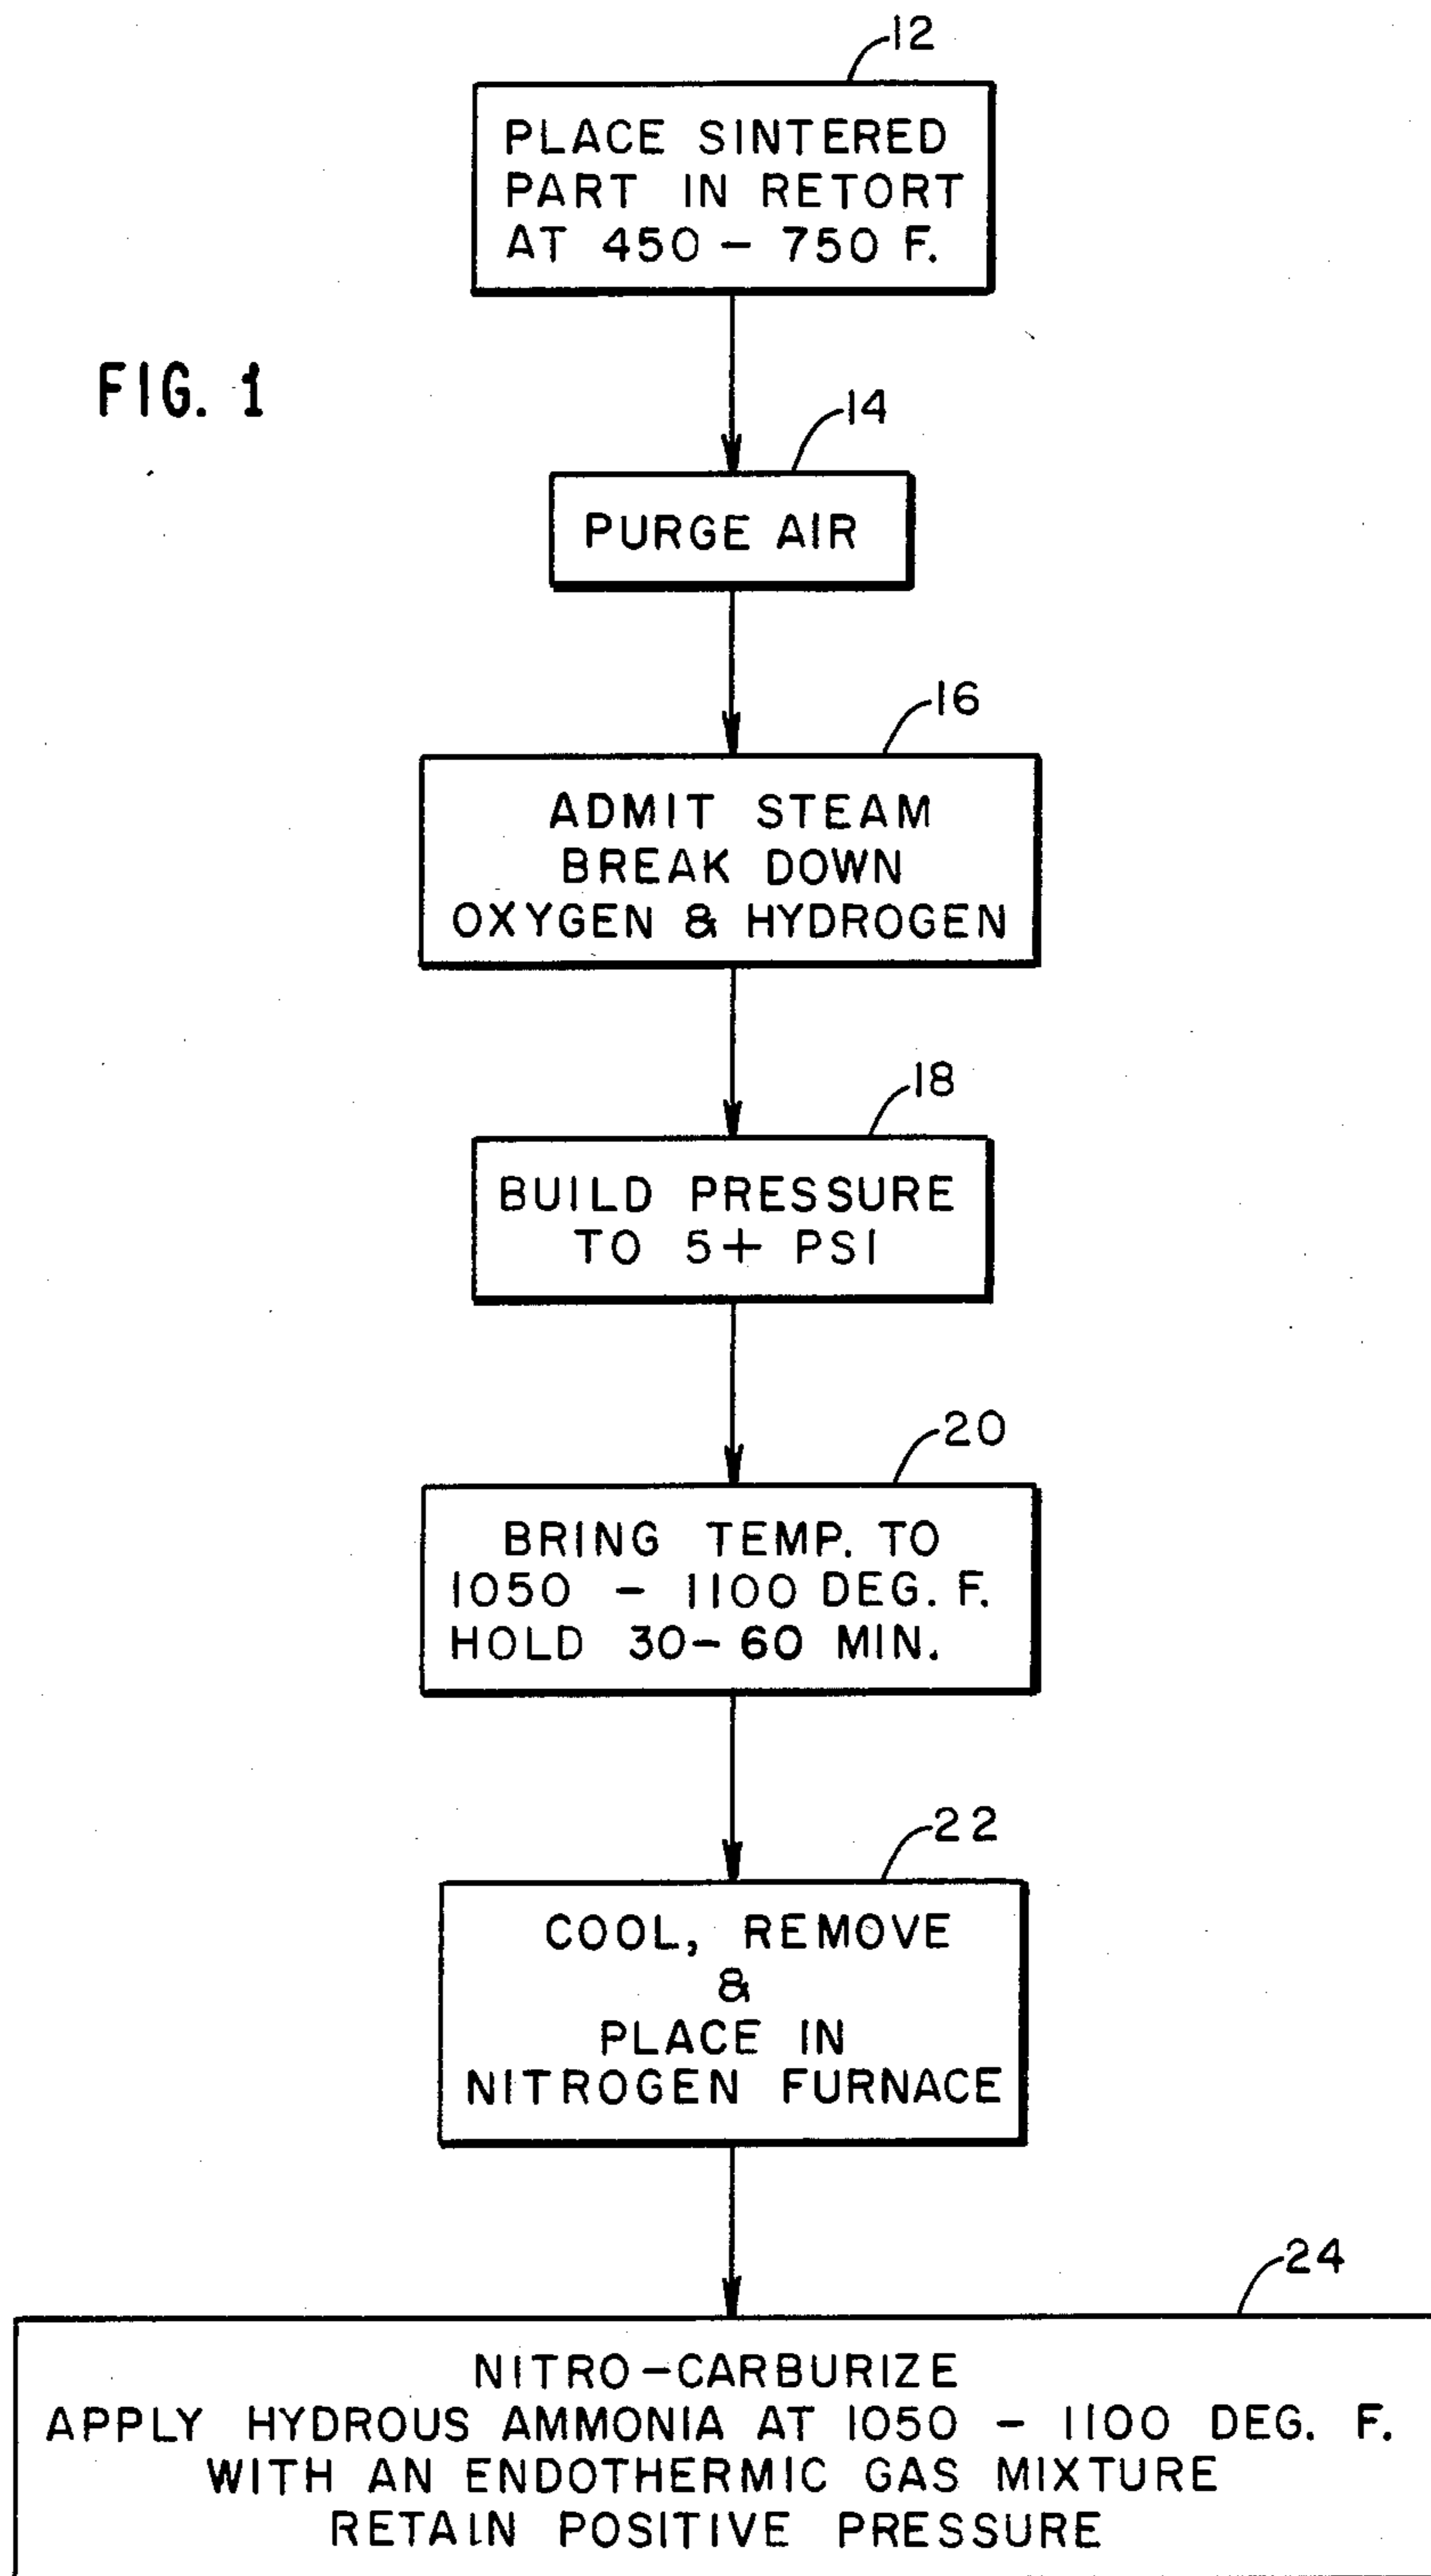 12
PLACE SINTERED
PART IN RETORT
AT 450 - 750 F.
FIG. 1
14
PURGE AIR
16
ADMIT STEAM
BREAK DOWN
OXYGEN & HYDROGEN
18
BUILD PRESSURE
TO 5+ PSI
20
BRING TEMP. TO
1050 - 1100 DEG. F.
HOLD 30-60 MIN.
22
COOL, REMOVE
&
PLACE IN
NITROGEN FURNACE
24
NITRO-CARBURIZE
APPLY HYDROUS AMMONIA AT 1050 - 1100 DEG. F.
WITH AN ENDOTHERMIC GAS MIXTURE
RETAIN POSITIVE PRESSURE